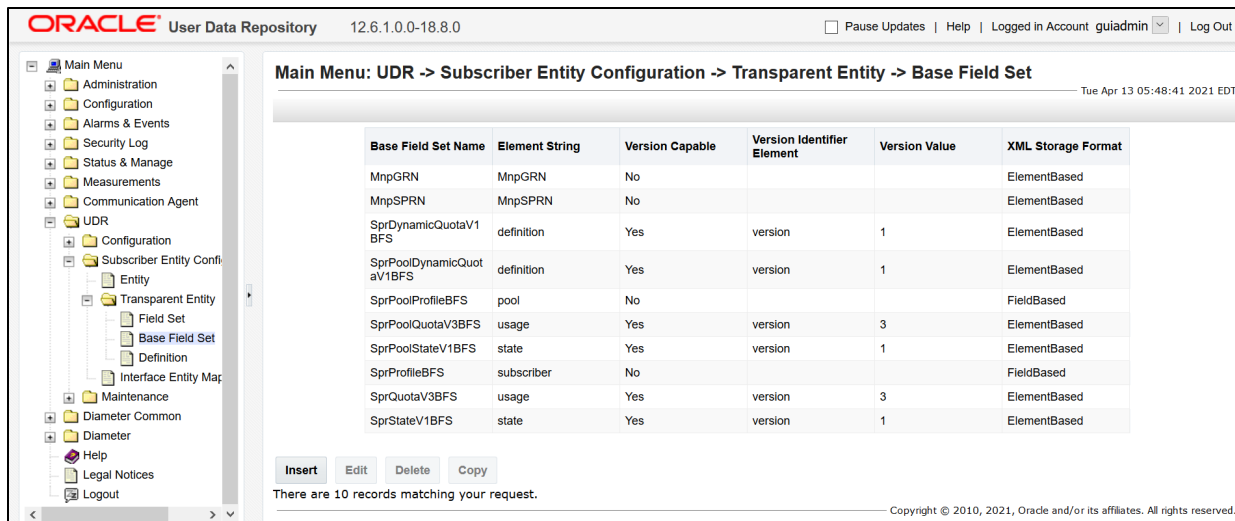 ORACLE® User Data Repository 12.6.1.0.0-18.8.0 Pause Updates | Help | Logged in Account guiadmin | Log Out
Main Menu
Administration
Configuration
Alarms & Events
Security Log
Status & Manage
Measurements
Communication Agent
UDR
Configuration
Subscriber Entity Confi
Entity
Transparent Entity
Field Set
Base Field Set
Definition
Interface Entity Map
Maintenance
Diameter Common
Diameter
Help
Legal Notices
Logout
Main Menu: UDR -> Subscriber Entity Configuration -> Transparent Entity -> Base Field Set
Tue Apr 13 05:48:41 2021 EDT
Base Field Set Name Element String Version Capable Version Identifier Element Version Value XML Storage Format
MnpGRN MnpGRN No ElementBased
MnpSPRN MnpSPRN No ElementBased
SprDynamicQuotaV1BFS definition Yes version 1 ElementBased
SprPoolDynamicQuotaV1BFS definition Yes version 1 ElementBased
SprPoolProfileBFS pool No FieldBased
SprPoolQuotaV3BFS usage Yes version 3 ElementBased
SprPoolStateV1BFS state Yes version 1 ElementBased
SprProfileBFS subscriber No FieldBased
SprQuotaV3BFS usage Yes version 3 ElementBased
SprStateV1BFS state Yes version 1 ElementBased
Insert Edit Delete Copy
There are 10 records matching your request.
Copyright © 2010, 2021, Oracle and/or its affiliates. All rights reserved.